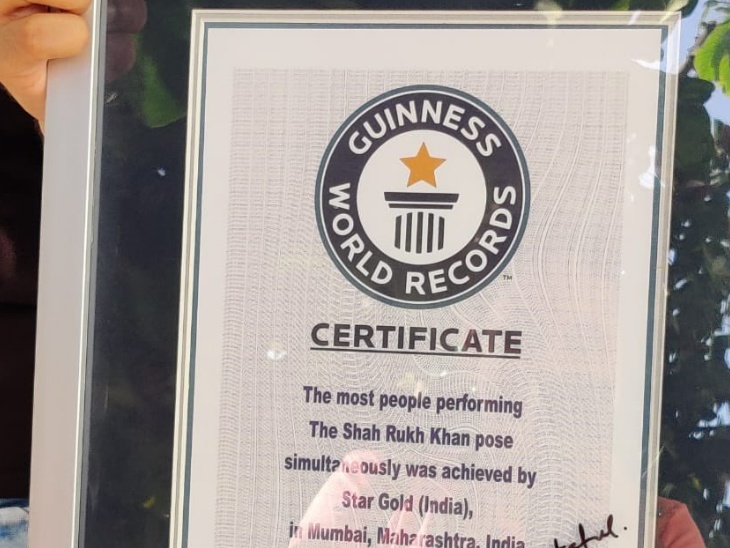 GUINNESS
WORLD RECORDS
TM
CERTIFICATE
The most people performing
The Shah Rukh Khan pose
simultaneously was achieved by
Star Gold (India),
in Mumbai, Maharashtra, India